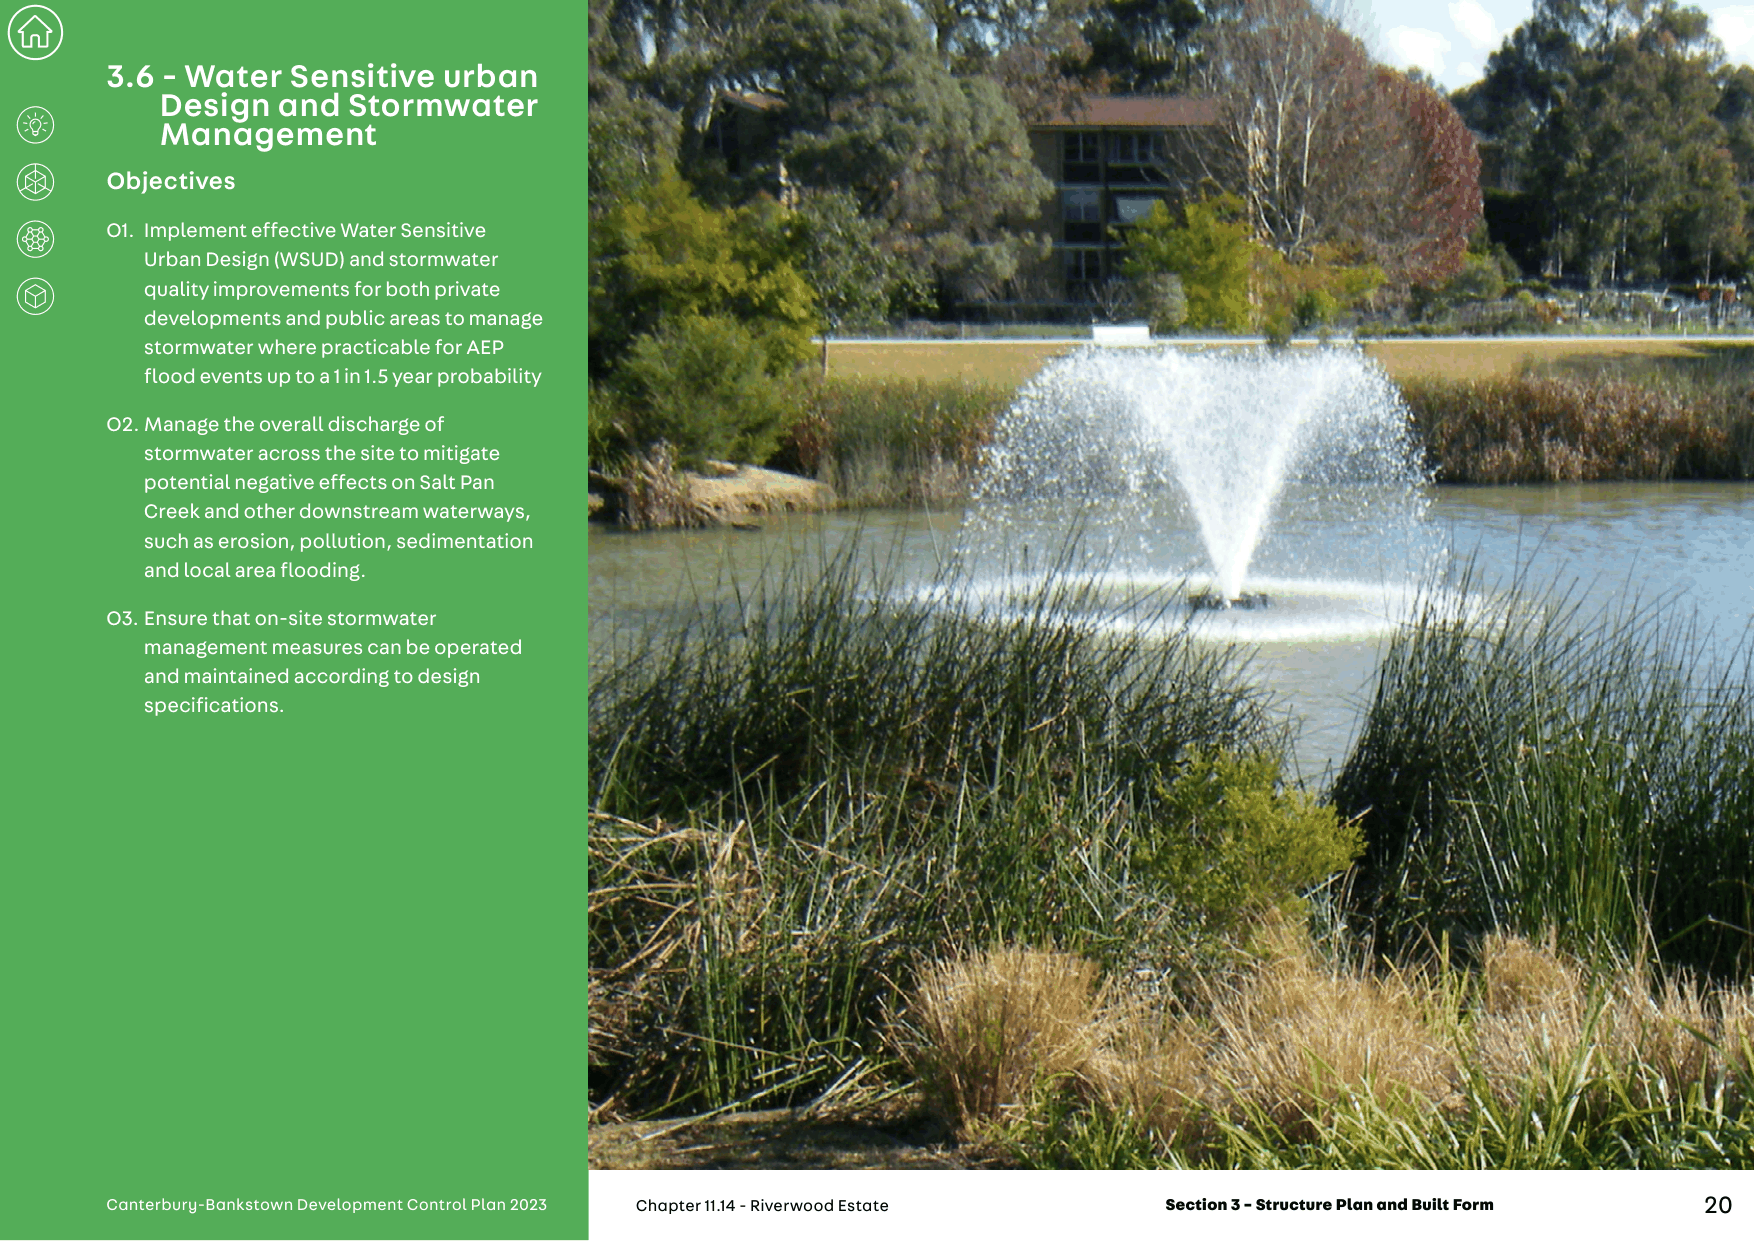 3.6 - Water Sensitive urban
Design and Stormwater
Management
Objectives
O1. Implement effective Water Sensitive
Urban Design (WSUD) and stormwater
quality improvements for both private
developments and public areas to manage
stormwater where practicable for AEP
flood events up to a 1 in 1.5 year probability
O2. Manage the overall discharge of
stormwater across the site to mitigate
potential negative effects on Salt Pan
Creek and other downstream waterways,
such as erosion, pollution, sedimentation
and local area flooding.
O3. Ensure that on-site stormwater
management measures can be operated
and maintained according to design
specifications.
Canterbury-Bankstown Development Control Plan 2023
Chapter 11.14 - Riverwood Estate
Section 3 – Structure Plan and Built Form
20